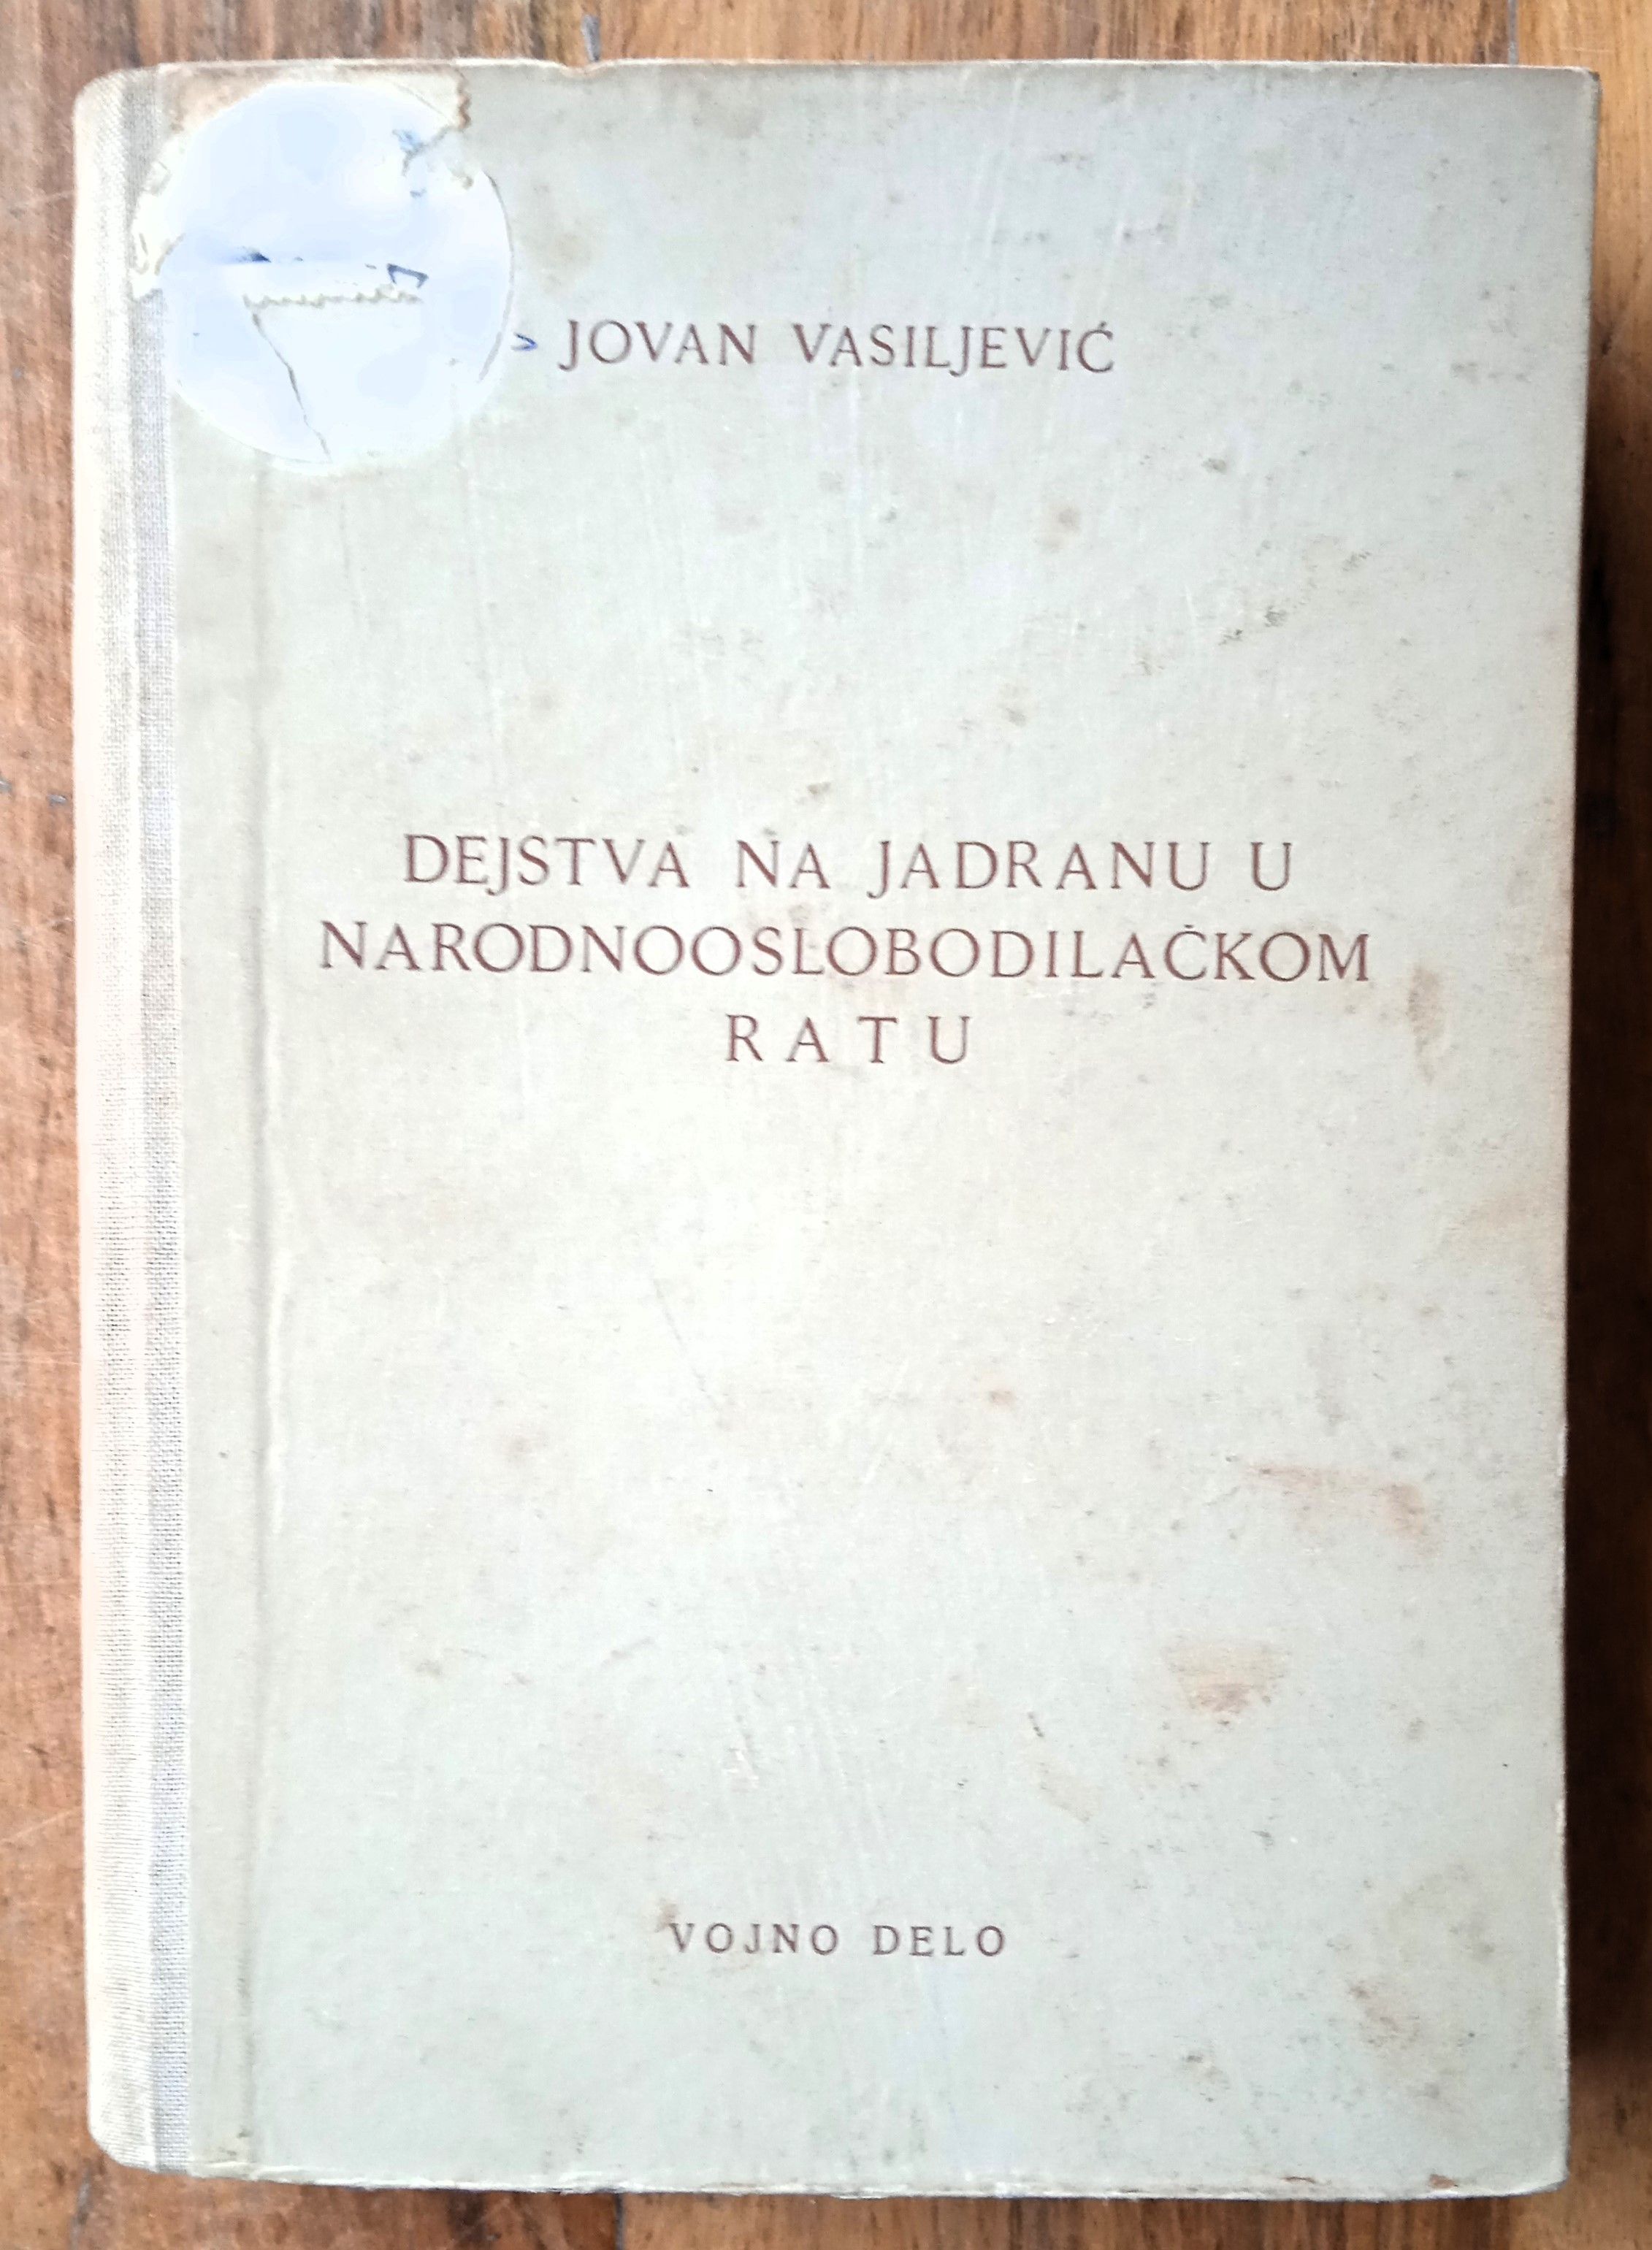 JOVAN VASILJEVIĆ
DEJSTVA NA JADRANU U
NARODNOOSLOBODILAČKOM
RATU
VOJNO DELO